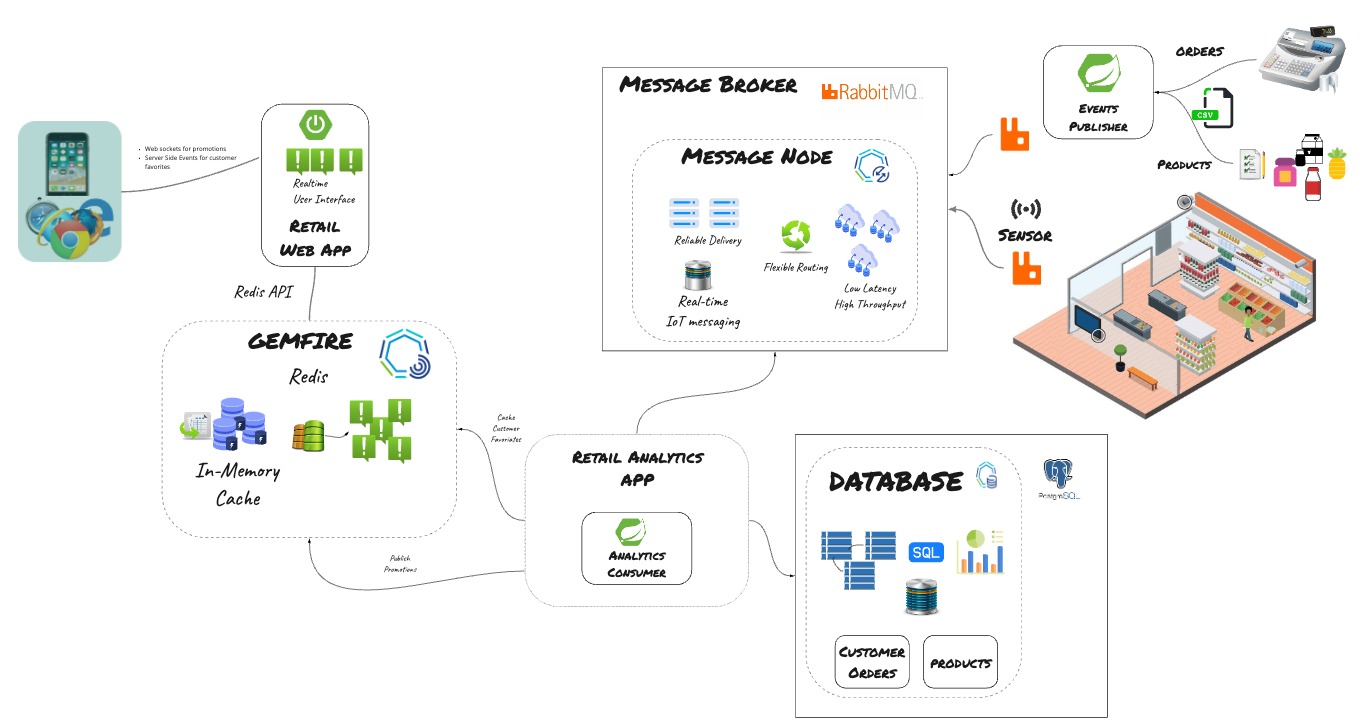 ORDERS
EVENTS
PUBLISHER
CSV
PRODUCTS
MESSAGE BROKER
RabbitMQ
MESSAGE NODE
Reliable Delivery
Flexible Routing
Real-time
IoT messaging
Low Latency
High Throughput
SENSOR
Web sockets for promotions
Server Side Events for customer
favorites
Realtime
User Interface
RETAIL
WEB APP
Redis API
GEMFIRE
Redis
In-Memory
Cache
Cache
Customer
Favoriates
Publish
Promotions
RETAIL ANALYTICS
APP
ANALYTICS
CONSUMER
DATABASE
PostgreSQL
SQL
CUSTOMER
ORDERS
PRODUCTS